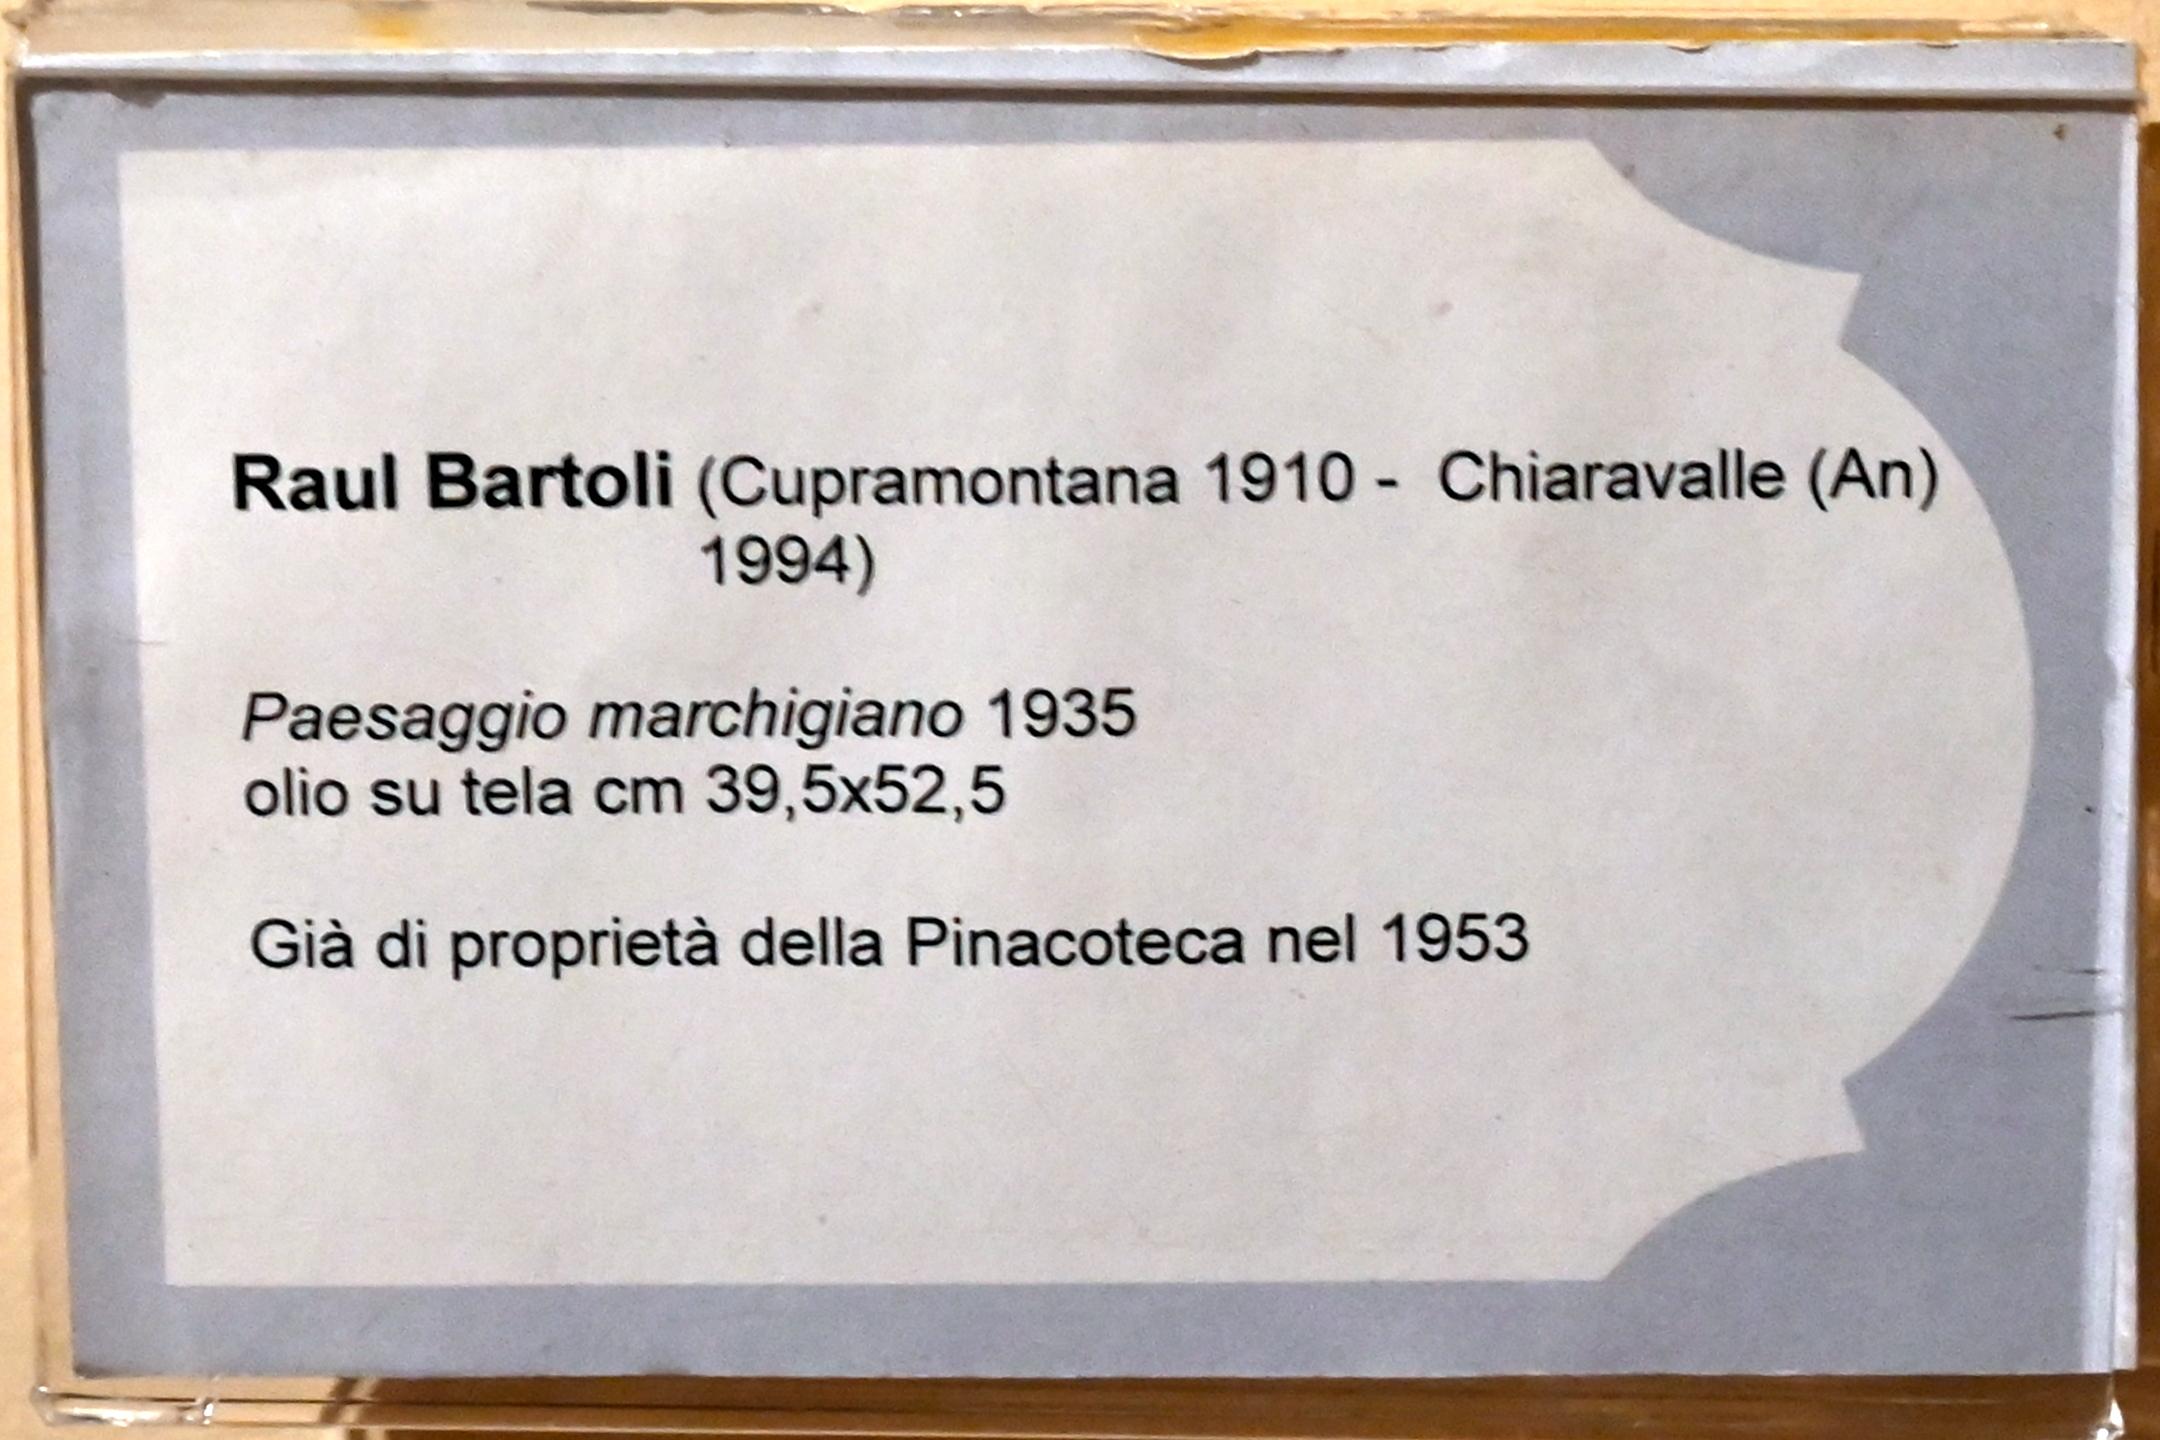 Raul Bartoli (Cupramontana 1910 - Chiaravalle (An)
1994)
Paesaggio marchigiano 1935
olio su tela cm 39,5x52,5
Già di proprietà della Pinacoteca nel 1953